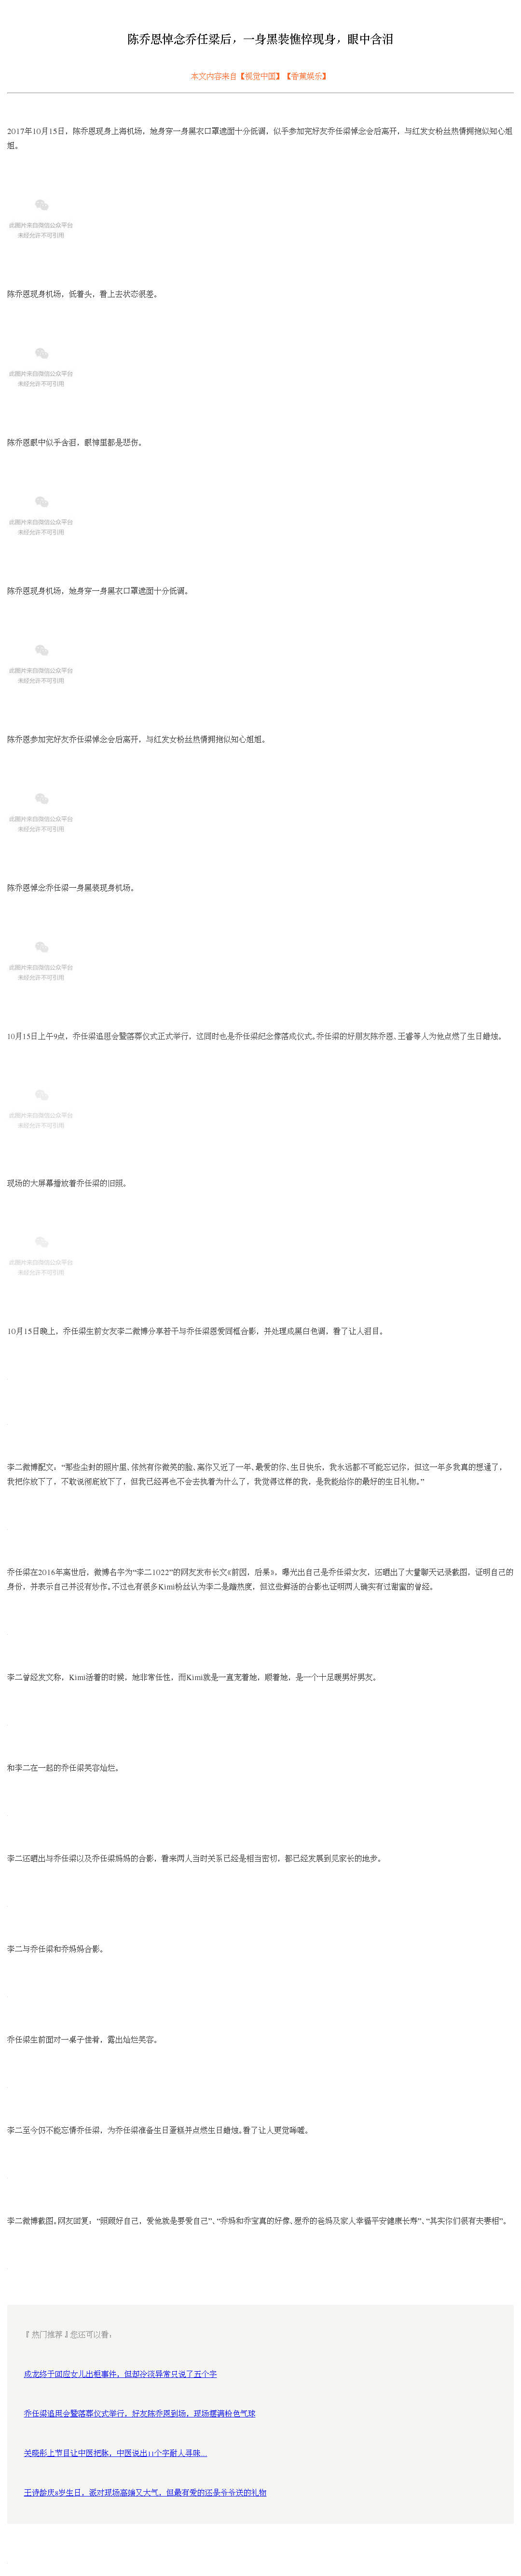 陈乔恩悼念乔任梁后，一身黑装憔悴现身，眼中含泪
本文内容来自【视觉中国】【香蕉娱乐】
2017年10月15日，陈乔恩现身上海机场，她身穿一身黑衣口罩遮面十分低调，似乎参加完好友乔任梁悼念会后离开，与红发女粉丝热情拥抱似知心姐
姐。
此图片来自微信公众平台
未经允许不可引用
陈乔恩现身机场，低着头，看上去状态很差。
此图片来自微信公众平台
未经允许不可引用
陈乔恩眼中似乎含泪，眼神里都是悲伤。
此图片来自微信公众平台
未经允许不可引用
陈乔恩现身机场，她身穿一身黑衣口罩遮面十分低调。
此图片来自微信公众平台
未经允许不可引用
陈乔恩参加完好友乔任梁悼念会后离开，与红发女粉丝热情拥抱似知心姐姐。
此图片来自微信公众平台
未经允许不可引用
陈乔恩悼念乔任梁一身黑装现身机场。
此图片来自微信公众平台
未经允许不可引用
10月15日上午9点，乔任梁追思会暨落葬仪式正式举行，这同时也是乔任梁纪念像落成仪式。乔任梁的好朋友陈乔恩、王睿等人为他点燃了生日蜡烛。
此图片来自微信公众平台
未经允许不可引用
现场的大屏幕播放着乔任梁的旧照。
此图片来自微信公众平台
未经允许不可引用
10月15日晚上，乔任梁生前女友李二微博分享若干与乔任梁恩爱同框合影，并处理成黑白色调，看了让人泪目。
李二微博配文：“那些尘封的照片里、依然有你微笑的脸、离你又近了一年、最爱的你、生日快乐，我永远都不可能忘记你，但这一年多我真的想通了，
我把你放下了，不敢说彻底放下了，但我已经再也不会去执着为什么了，我觉得这样的我，是我能给你的最好的生日礼物。”
乔任梁在2016年离世后，微博名字为“李二1022”的网友发布长文《前因，后果》，曝光出自己是乔任梁女友，还晒出了大量聊天记录截图，证明自己的
身份，并表示自己并没有炒作。不过也有很多Kimi粉丝认为李二是蹭热度，但这些鲜活的合影也证明两人确实有过甜蜜的曾经。
李二曾经发文称，Kimi活着的时候，她非常任性，而Kimi就是一直宠着她，顺着她，是一个十足暖男好男友。
和李二在一起的乔任梁笑容灿烂。
李二还晒出与乔任梁以及乔任梁妈妈的合影，看来两人当时关系已经是相当密切，都已经发展到见家长的地步。
李二与乔任梁和乔妈妈合影。
乔任梁生前面对一桌子佳肴，露出灿烂笑容。
李二至今仍不能忘情乔任梁，为乔任梁准备生日蛋糕并点燃生日蜡烛。看了让人更觉唏嘘。
李二微博截图。网友回复：“照顾好自己，爱他就是要爱自己”、“乔妈和乔宝真的好像、愿乔的爸妈及家人幸福平安健康长寿”、“其实你们很有夫妻相”。
『 热门推荐 』您还可以看：
成龙终于回应女儿出柜事件，但却冷淡异常只说了五个字
乔任梁追思会暨落葬仪式举行，好友陈乔恩到场，现场摆满粉色气球
关晓彤上节目让中医把脉，中医说出11个字耐人寻味...
王诗龄庆8岁生日，派对现场高端又大气，但最有爱的还是爷爷送的礼物